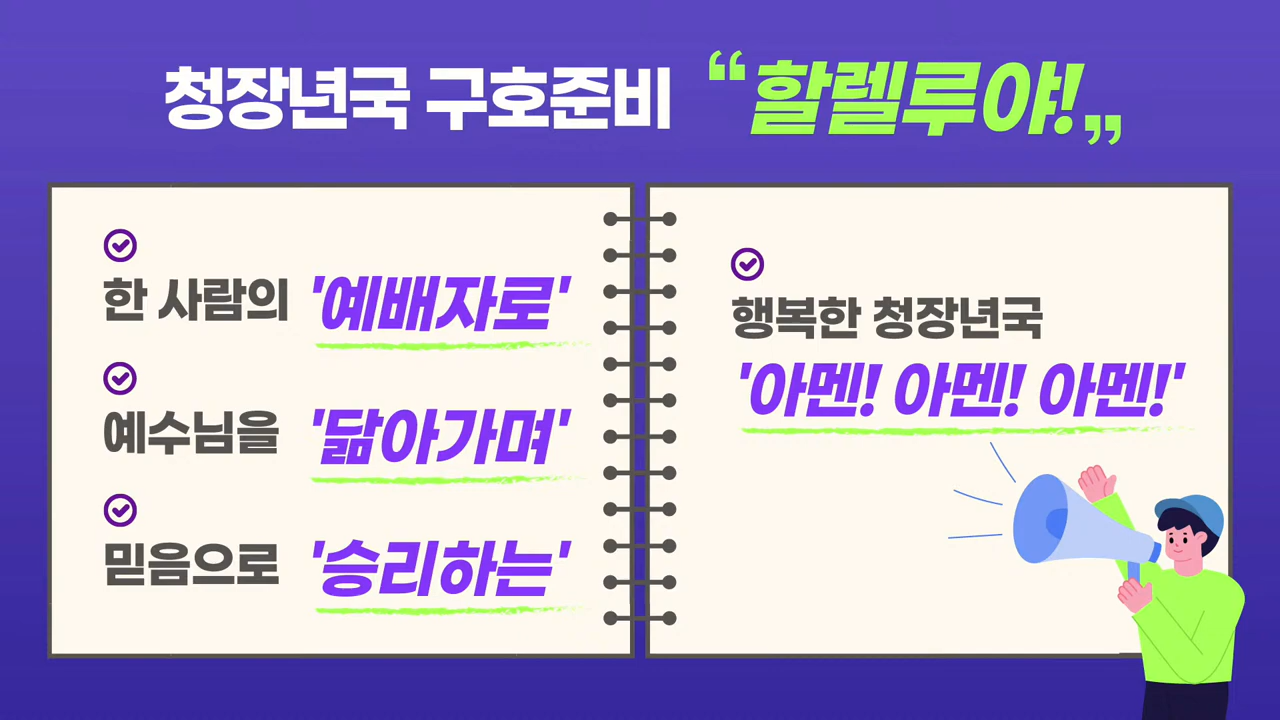 청장년국 구호준비 “할렐루야!„
한 사람의 '예배자로'
예수님을 '닮아가며'
믿음으로 '승리하는'
행복한 청장년국
'아멘! 아멘! 아멘!'